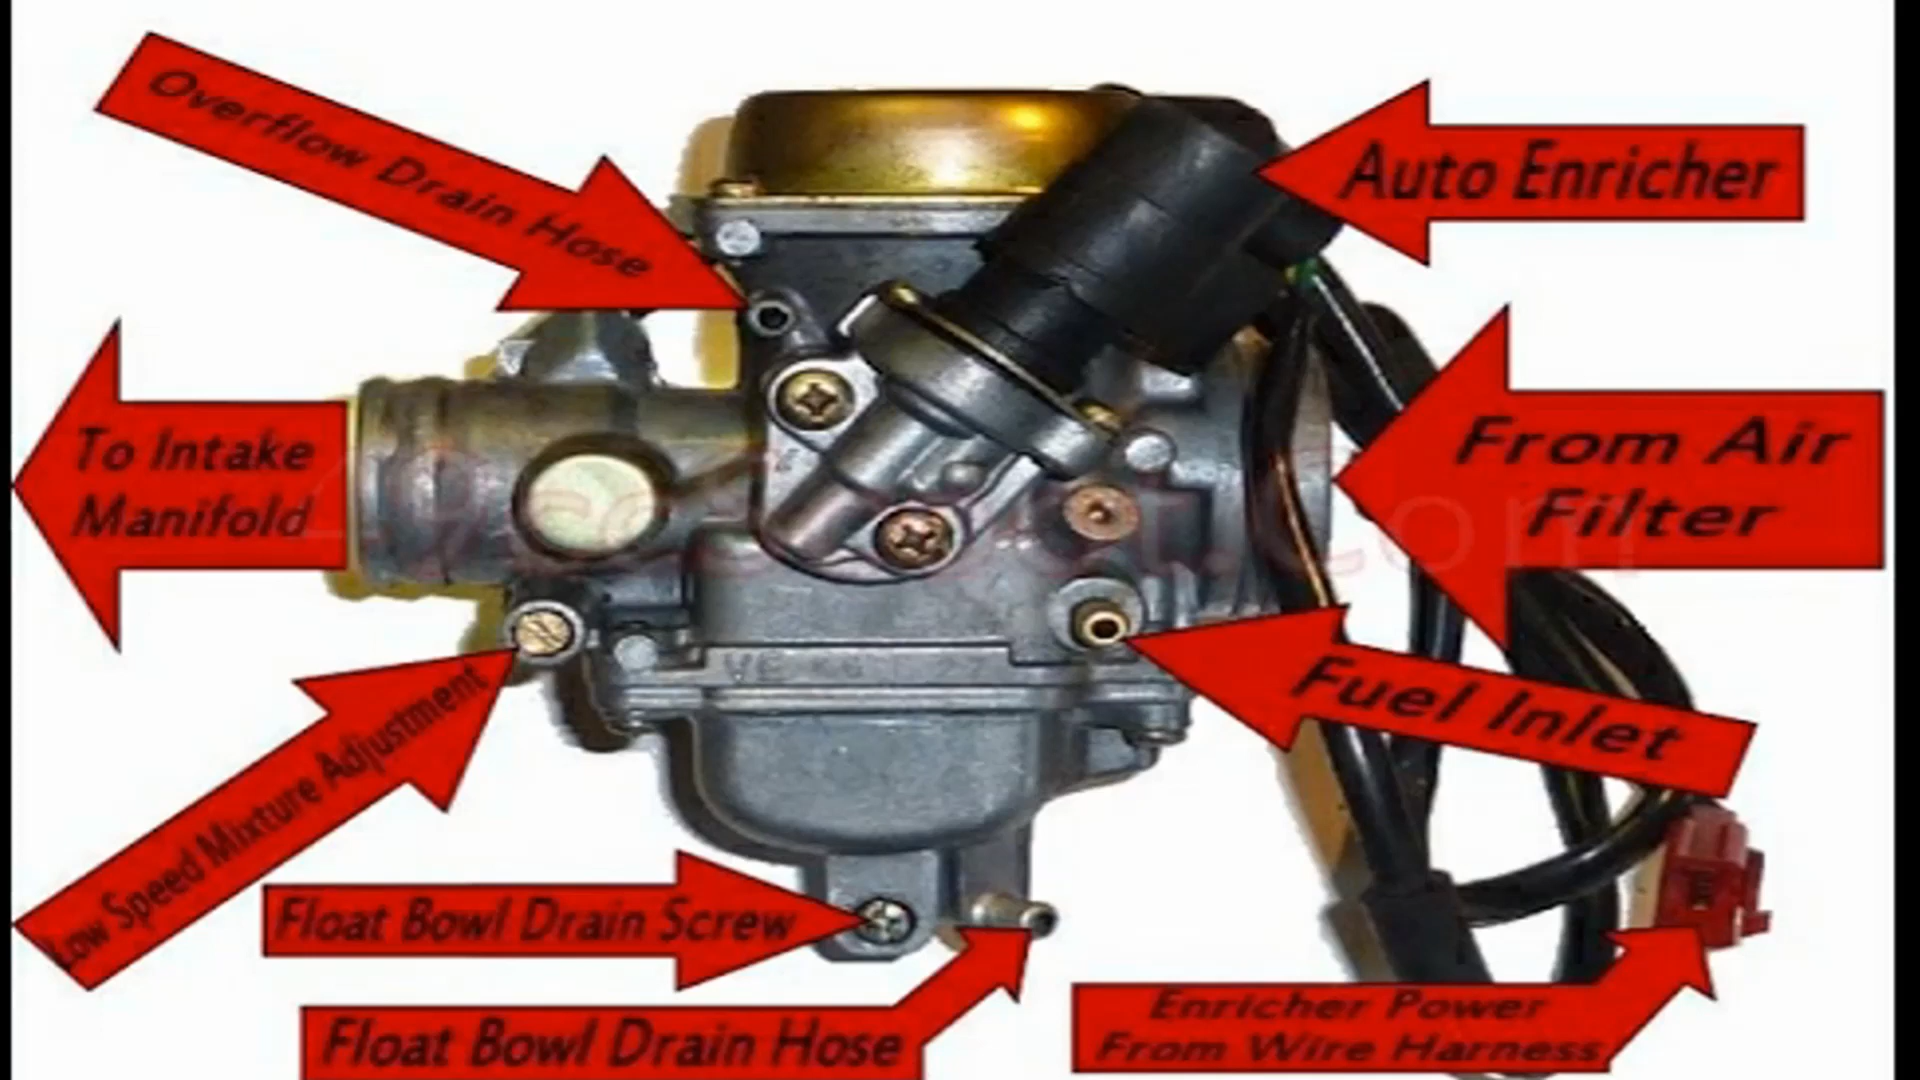 Overflow Drain Hose
Auto Enricher
To Intake
Manifold
From Air
Filter
Fuel Inlet
Low Speed Mixture Adjustment
Float Bowl Drain Screw
Float Bowl Drain Hose
Enricher Power
From Wire Harness